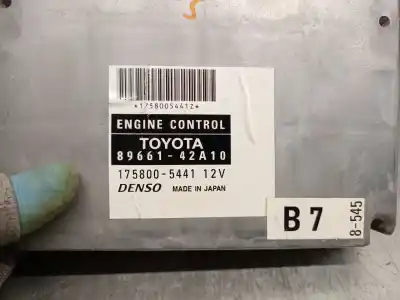 *1758005441Z*
ENGINE CONTROL
TOYOTA
89661-42A10
175800-5441 12V
DENSO MADE IN JAPAN
B7
8-545